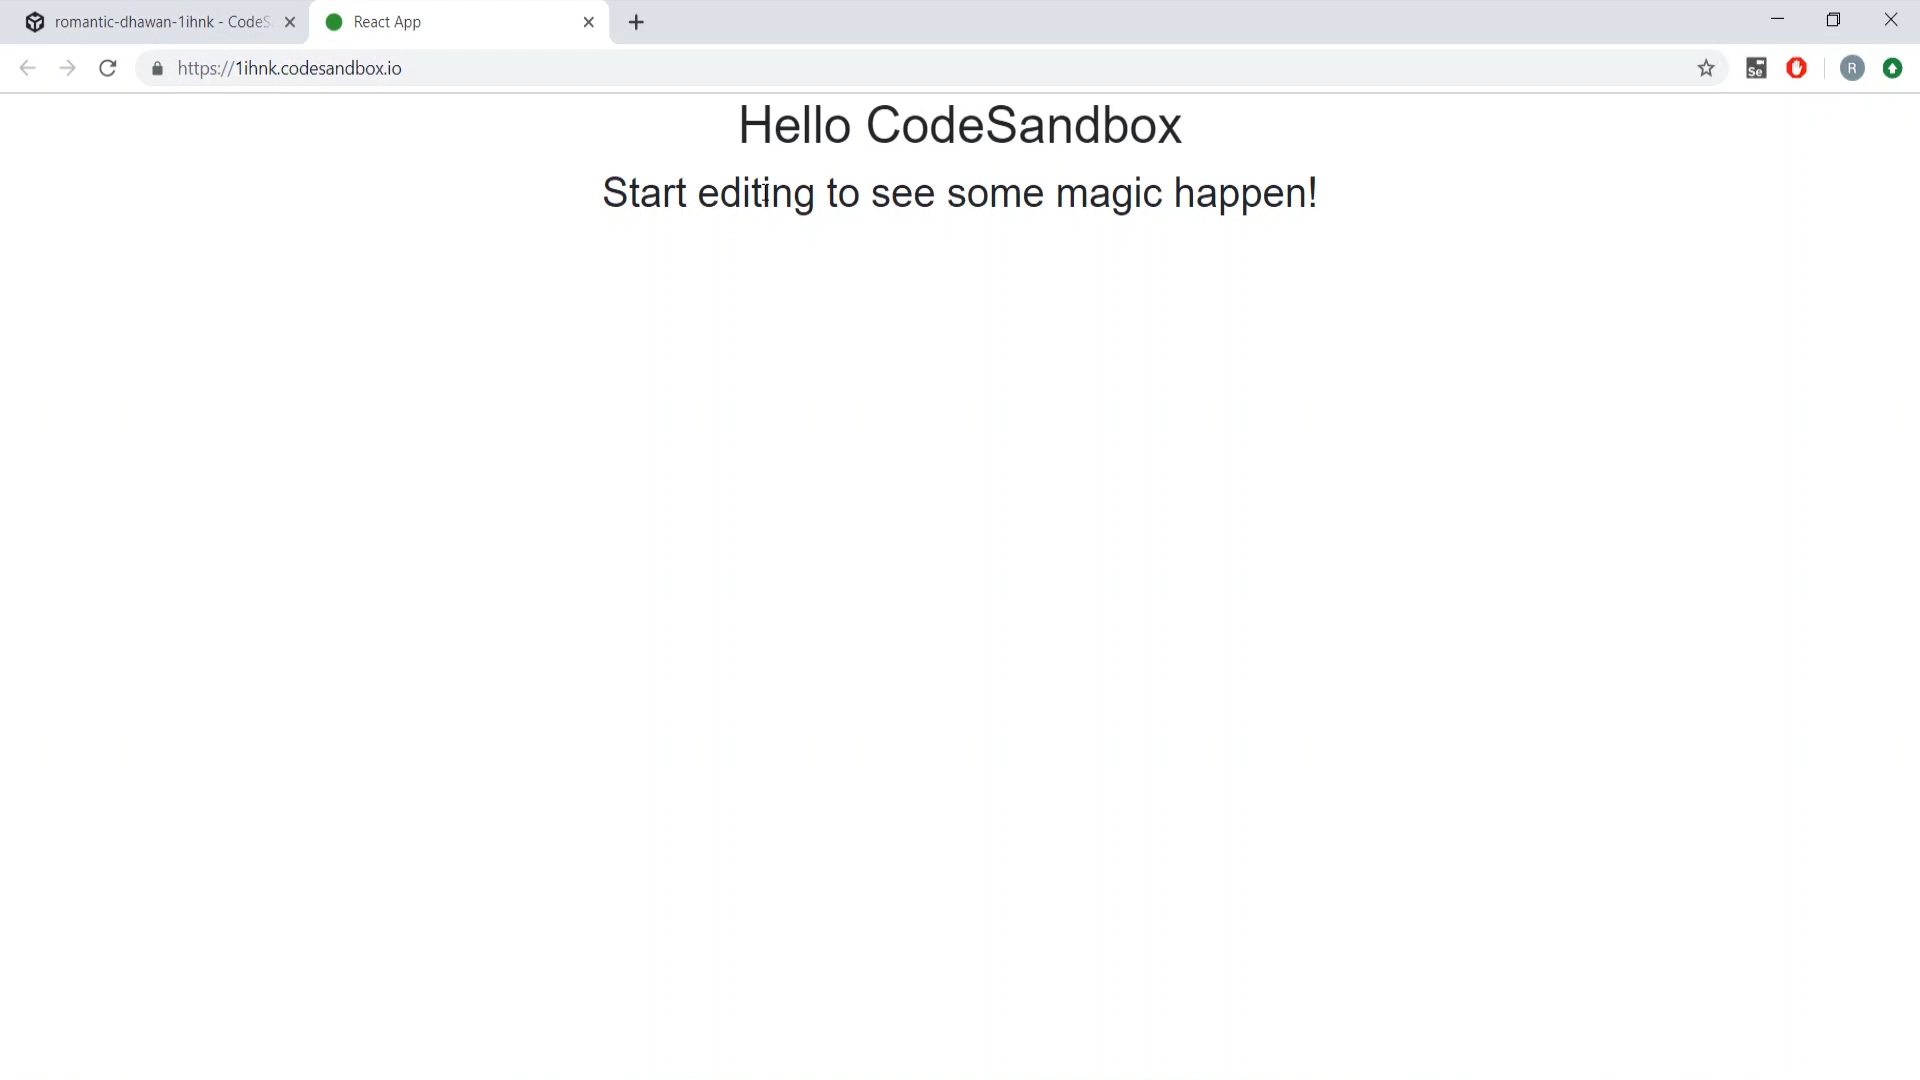 romantic-dhawan-1ihnk - CodeS
React App
https://1ihnk.codesandbox.io
Se
R
Hello CodeSandbox
Start editing to see some magic happen!